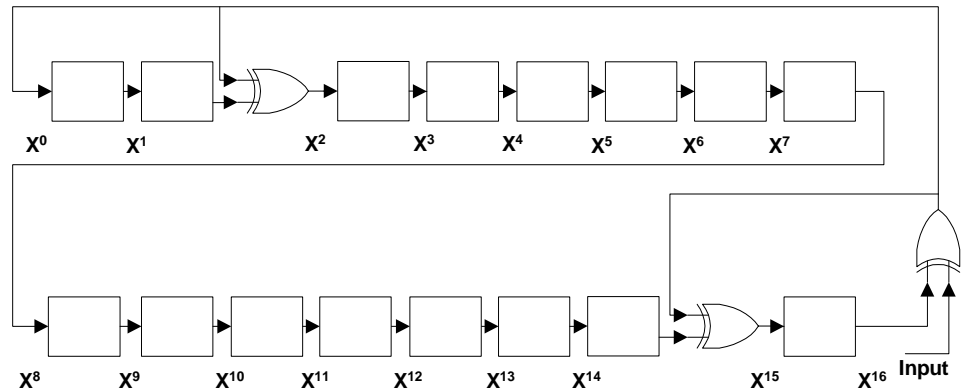 X⁰ X¹ X² X³ X⁴ X⁵ X⁶ X⁷
X⁸ X⁹ X¹⁰ X¹¹ X¹² X¹³ X¹⁴ X¹⁵ X¹⁶ Input